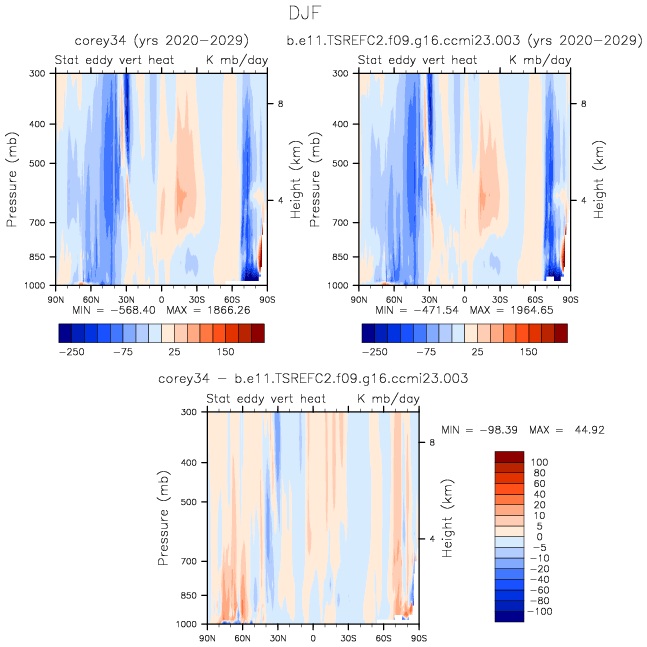 DJF
corey34 (yrs 2020-2029)
Stat eddy vert heat K mb/day
300
400
500
700
850
1000
Pressure (mb)
8
4
Height (km)
90N 60N 30N 0 30S 60S 90S
MIN = -568.40 MAX = 1866.26
-250 -75 25 150
b.e11.TSREFC2.f09.g16.ccmi23.003 (yrs 2020-2029)
Stat eddy vert heat K mb/day
300
400
500
700
850
1000
Pressure (mb)
8
4
Height (km)
90N 60N 30N 0 30S 60S 90S
MIN = -471.54 MAX = 1964.65
-250 -75 25 150
corey34 - b.e11.TSREFC2.f09.g16.ccmi23.003
Stat eddy vert heat K mb/day
300
400
500
700
850
1000
Pressure (mb)
8
4
Height (km)
90N 60N 30N 0 30S 60S 90S
MIN = -98.39 MAX = 44.92
100
80
60
40
20
10
5
0
-5
-10
-20
-40
-60
-80
-100